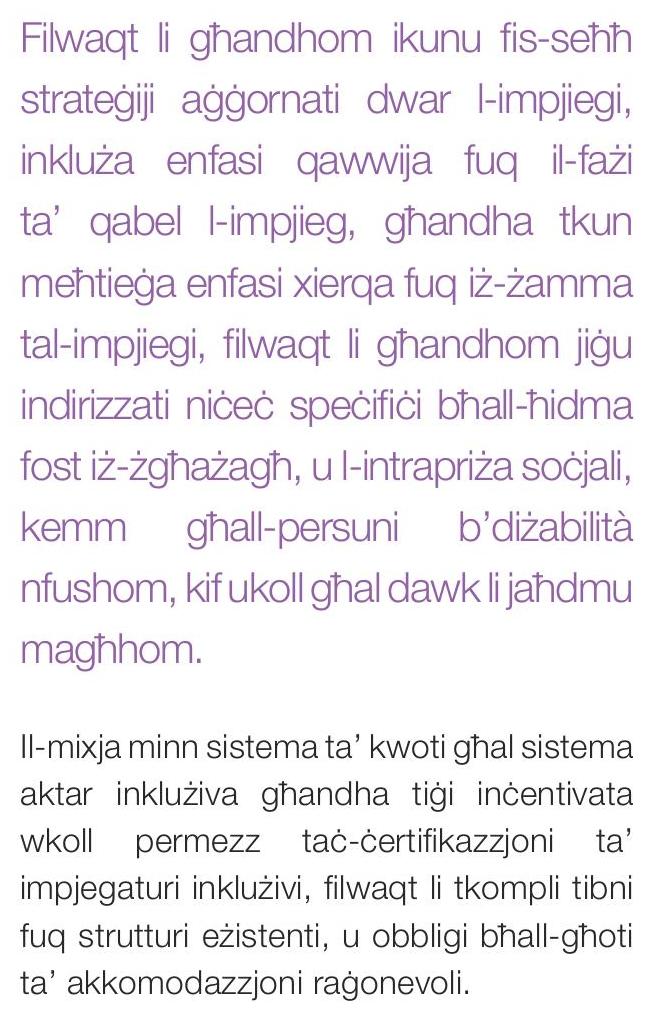 Filwaqt li għandhom ikunu fis-seħħ
strateġiji aġġornati dwar l-impjiegi,
inkluża enfasi qawwija fuq il-fażi
ta’ qabel l-impjieg, għandha tkun
meħtieġa enfasi xierqa fuq iż-żamma
tal-impjiegi, filwaqt li għandhom jiġu
indirizzati niċeċ speċifiċi bħall-ħidma
fost iż-żgħażagħ, u l-intrapriża soċjali,
kemm għall-persuni b’diżabilità
nfushom, kif ukoll għal dawk li jaħdmu
magħhom.
Il-mixja minn sistema ta’ kwoti għal sistema
aktar inklużiva għandha tiġi inċentivata
wkoll permezz taċ-ċertifikazzjoni ta’
impjegaturi inklużivi, filwaqt li tkompli tibni
fuq strutturi eżistenti, u obbligi bħall-għoti
ta’ akkomodazzjoni raġonevoli.